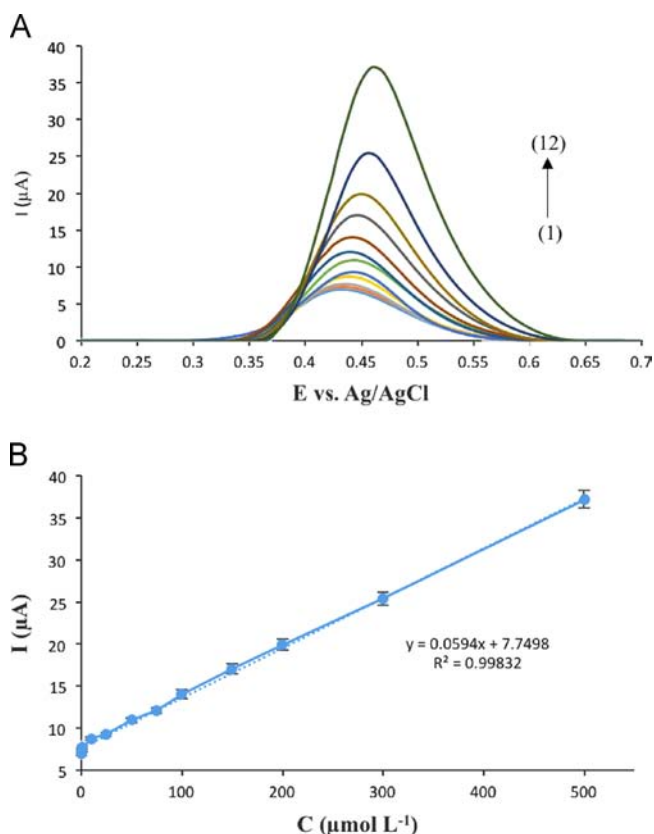 A
40
35
30
25
20
15
10
5
0
I (µA)
(12)
(1)
0.2 0.25 0.3 0.35 0.4 0.45 0.5 0.55 0.6 0.65 0.7
E vs. Ag/AgCl
B
40
35
30
25
20
15
10
5
I (µA)
y = 0.0594x + 7.7498
R² = 0.99832
0 100 200 300 400 500
C (µmol L⁻¹)